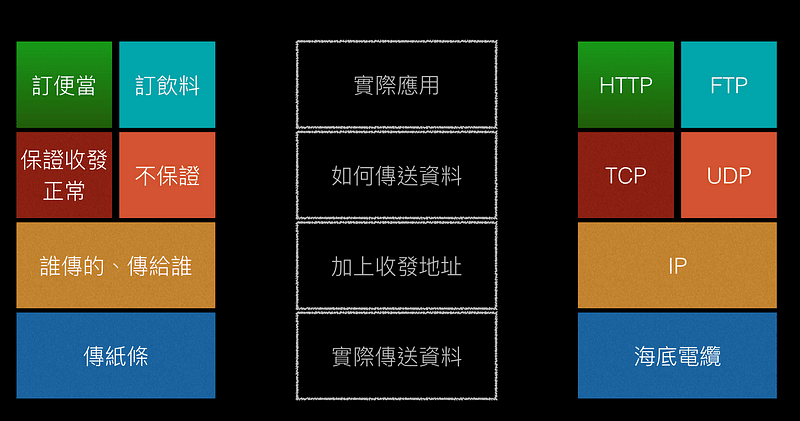 訂便當
訂飲料
實際應用
HTTP
FTP
保證收發
正常
不保證
如何傳送資料
TCP
UDP
誰傳的、傳給誰
加上收發地址
IP
傳紙條
實際傳送資料
海底電纜